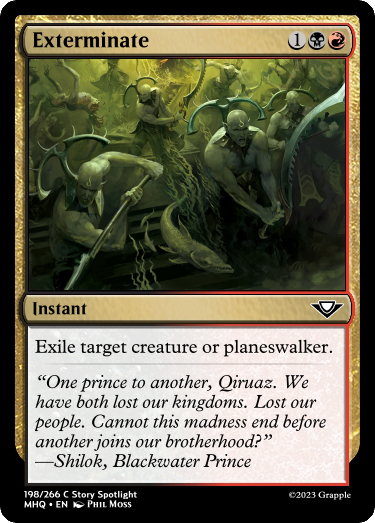 Exterminate 1
Instant
Exile target creature or planeswalker.
“One prince to another, Qiruaz. We
have both lost our kingdoms. Lost our
people. Cannot this madness end before
another joins our brotherhood?”
—Shilok, Blackwater Prince
198/266 C Story Spotlight
MHQ • EN Phil Moss
©2023 Grapple